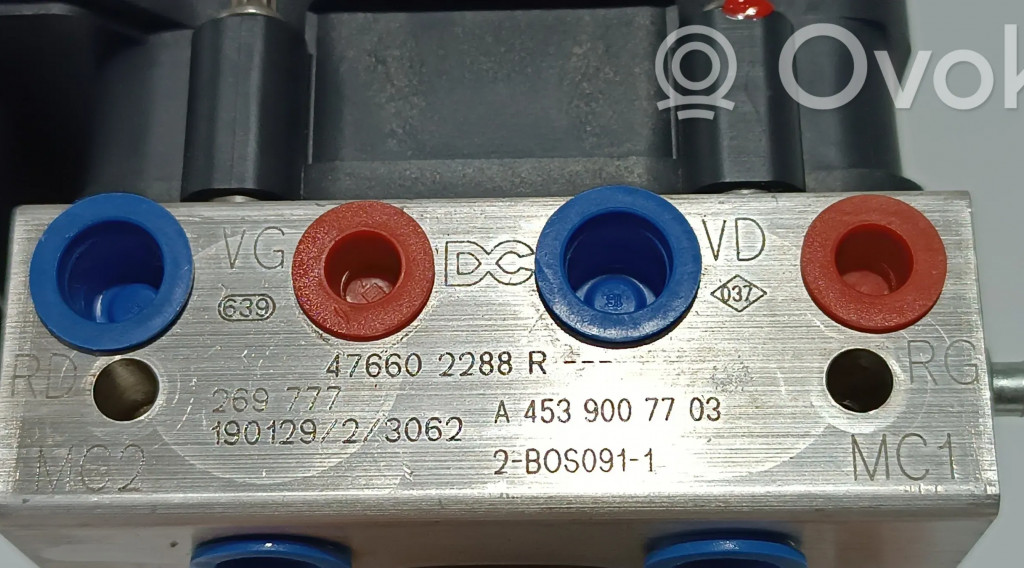 Ovok
VG DC VD
639 037
RD 47660 2288 R --- RG
269 777 A 453 900 77 03
190129/2/3062
MC2 2-BOS091-1 MC1